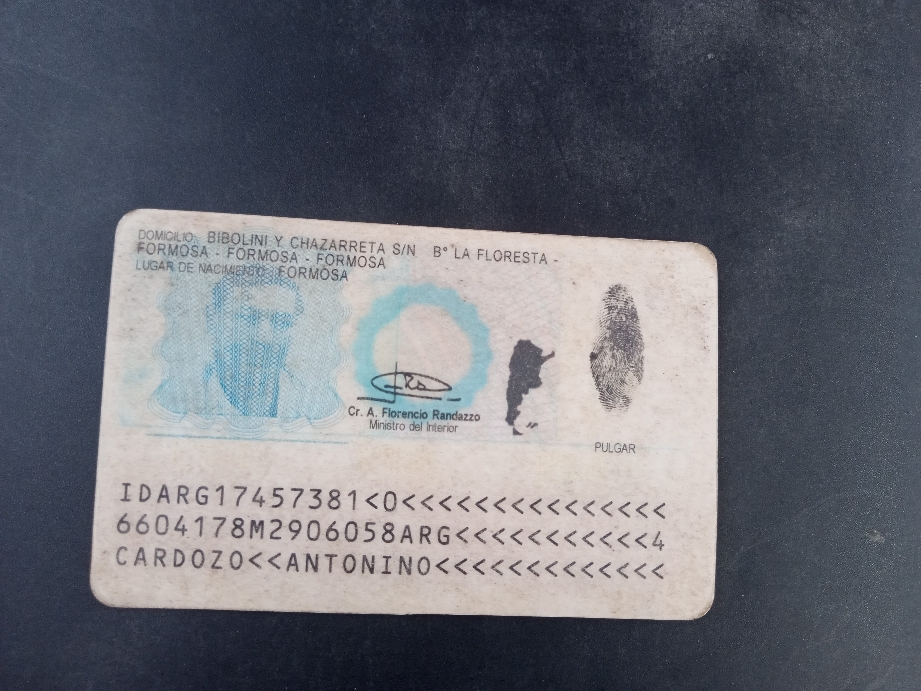 DOMICILIO: BIBOLINI Y CHAZARRETA S/N B° LA FLORESTA -
FORMOSA - FORMOSA - FORMOSA
LUGAR DE NACIMIENTO: FORMOSA
Cr. A. Florencio Randazzo
Ministro del Interior
PULGAR
IDARG17457381<0<<<<<<<<<<<<<<<
6604178M2906058ARG<<<<<<<<<<<4
CARDOZO<<ANTONINO<<<<<<<<<<<<<